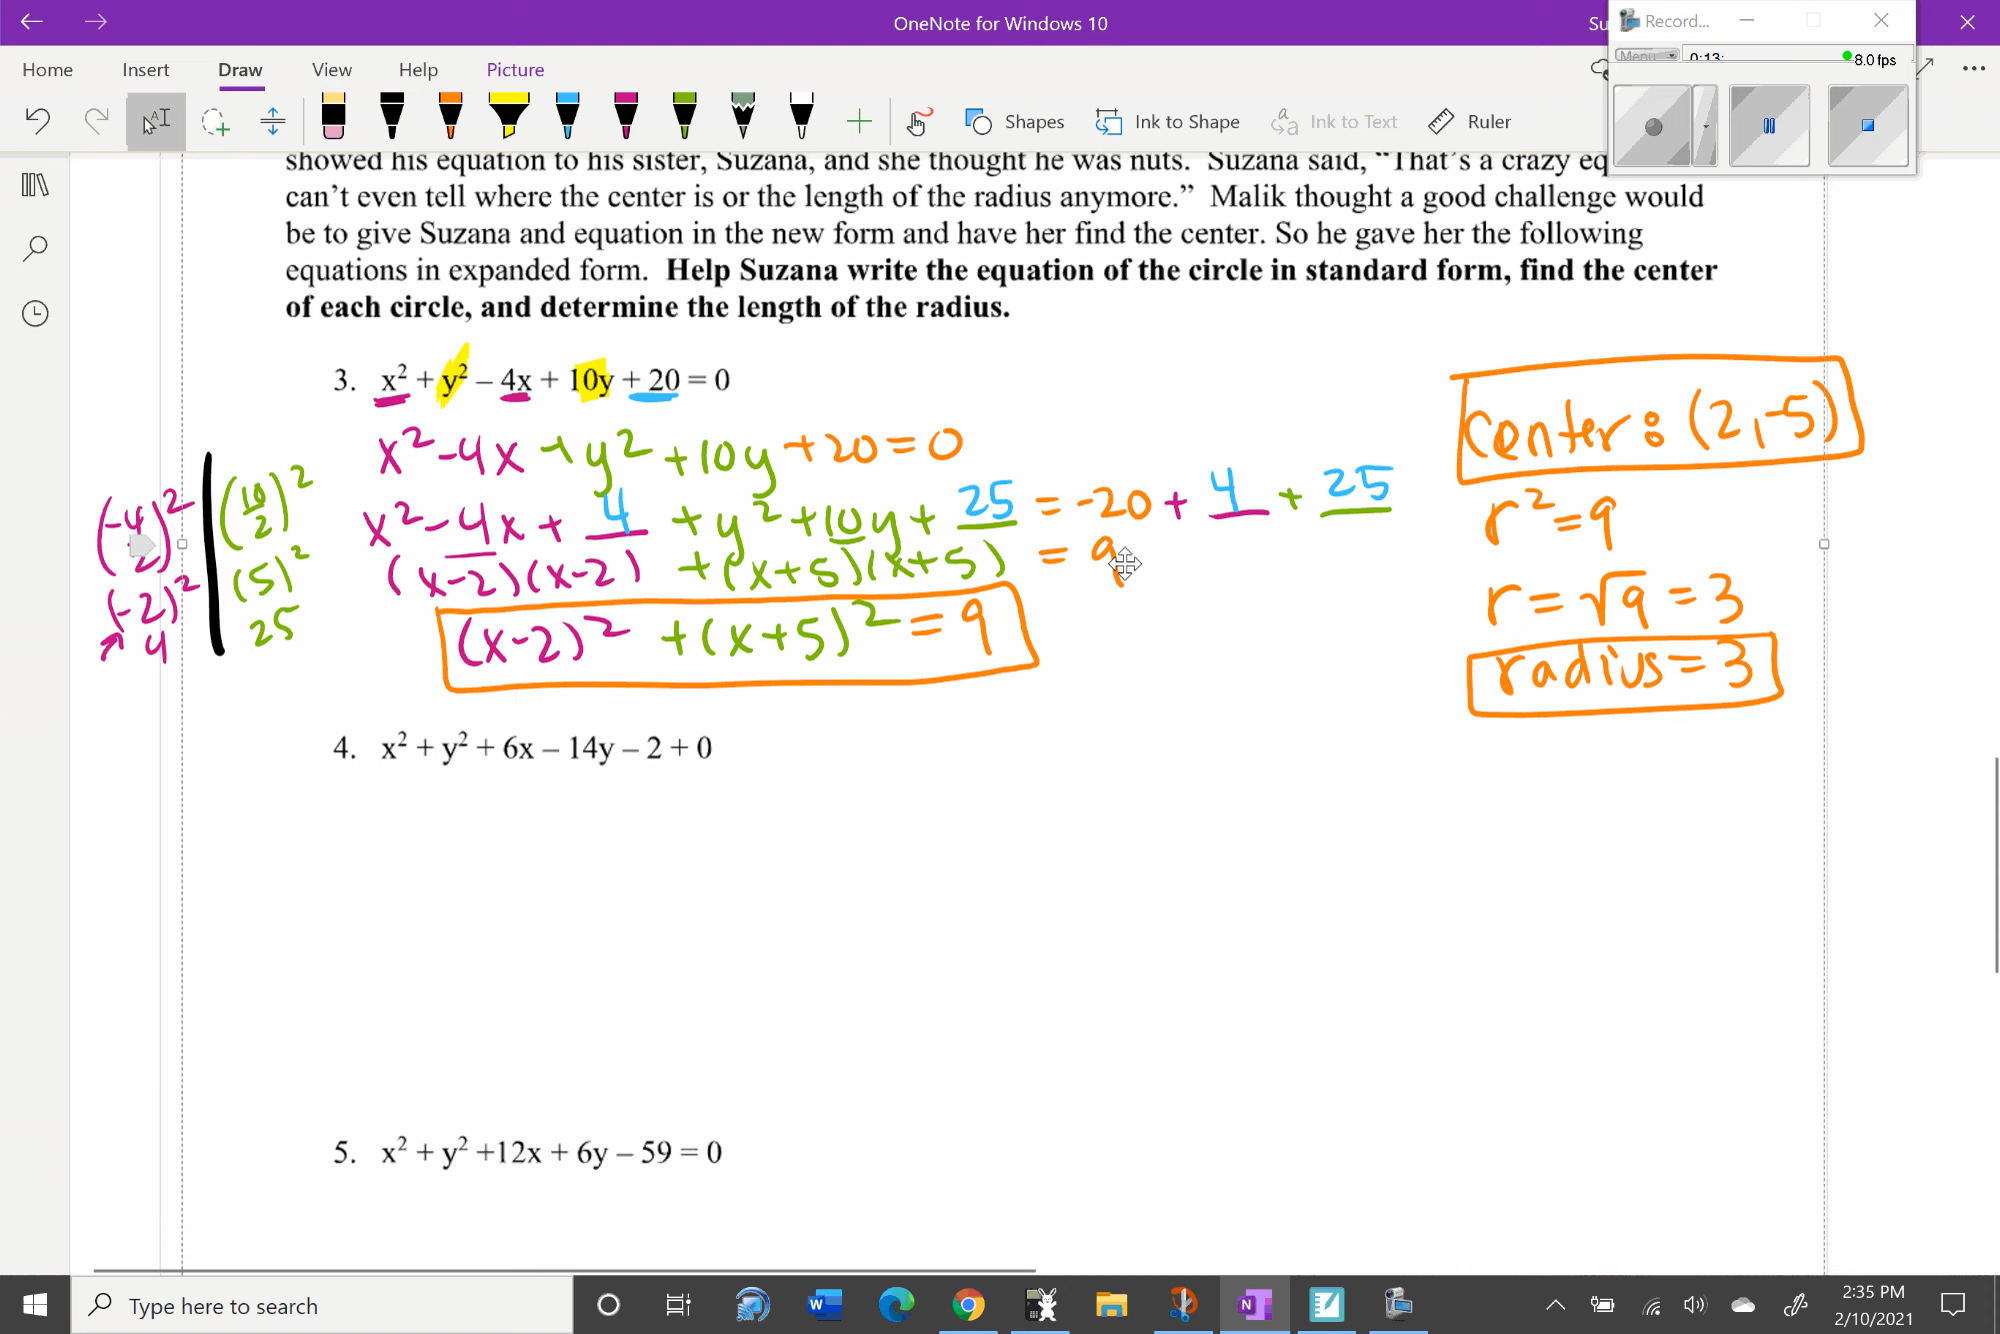 OneNote for Windows 10
Su
Record...
Home Insert Draw View Help Picture
Menu 0:13: 8.0 fps
Shapes Ink to Shape Ink to Text Ruler
showed his equation to his sister, Suzana, and she thought he was nuts. Suzana said, “That’s a crazy eq
can’t even tell where the center is or the length of the radius anymore.” Malik thought a good challenge would
be to give Suzana and equation in the new form and have her find the center. So he gave her the following
equations in expanded form. Help Suzana write the equation of the circle in standard form, find the center
of each circle, and determine the length of the radius.
3. x² + y² – 4x + 10y + 20 = 0
x² - 4x + y² + 10y + 20 = 0
x² - 4x + 4 + y² + 10y + 25 = -20 + 4 + 25
(x-2)(x-2) + (x+5)(x+5) = 9
(x-2)² + (x+5)² = 9
(-4/2)²
(-2)²
4
(10/2)²
(5)²
25
center: (2,-5)
r² = 9
r = √9 = 3
radius = 3
4. x² + y² + 6x – 14y – 2 + 0
5. x² + y² +12x + 6y – 59 = 0
Type here to search
2:35 PM
2/10/2021